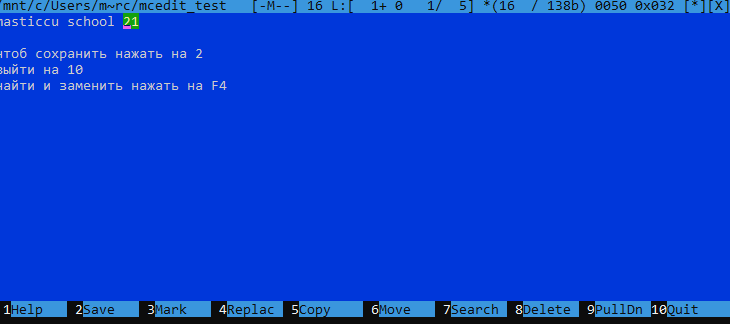 /mnt/c/Users/m~rc/mcedit_test [-M--] 16 L:[ 1+ 0 1/ 5] *(16 / 138b) 0050 0x032 [*][X]
masticcu school 21
чтоб сохранить нажать на 2
выйти на 10
найти и заменить нажать на F4
1Help 2Save 3Mark 4Replac 5Copy 6Move 7Search 8Delete 9PullDn 10Quit